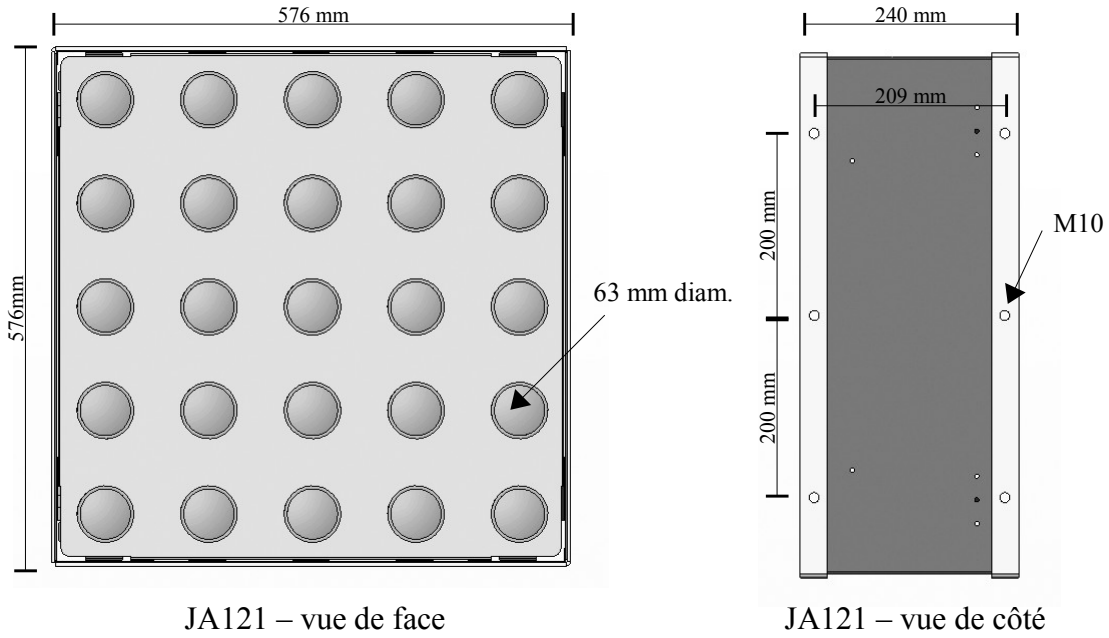 576 mm
240 mm
209 mm
576mm
200 mm
M10
63 mm diam.
200 mm
JA121 – vue de face
JA121 – vue de côté